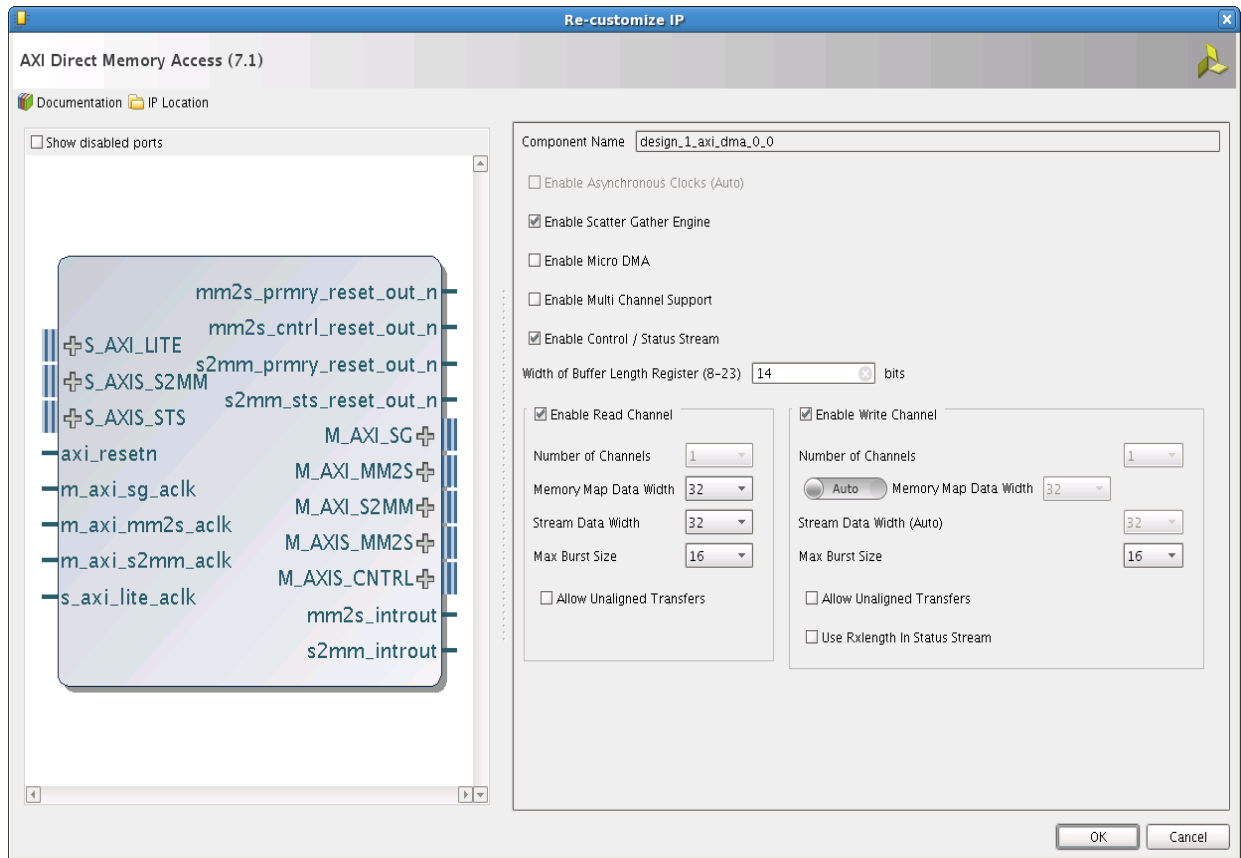 Re-customize IP
AXI Direct Memory Access (7.1)
Documentation IP Location
Show disabled ports
mm2s_prmry_reset_out_n
mm2s_cntrl_reset_out_n
S_AXI_LITE
s2mm_prmry_reset_out_n
S_AXIS_S2MM
s2mm_sts_reset_out_n
S_AXIS_STS
M_AXI_SG
axi_resetn
M_AXI_MM2S
m_axi_sg_aclk
M_AXI_S2MM
m_axi_mm2s_aclk
M_AXIS_MM2S
m_axi_s2mm_aclk
M_AXIS_CNTRL
s_axi_lite_aclk
mm2s_introut
s2mm_introut
Component Name design_1_axi_dma_0_0
Enable Asynchronous Clocks (Auto)
Enable Scatter Gather Engine
Enable Micro DMA
Enable Multi Channel Support
Enable Control / Status Stream
Width of Buffer Length Register (8-23) 14 bits
Enable Read Channel
Number of Channels 1
Memory Map Data Width 32
Stream Data Width 32
Max Burst Size 16
Allow Unaligned Transfers
Enable Write Channel
Number of Channels 1
Auto Memory Map Data Width 32
Stream Data Width (Auto) 32
Max Burst Size 16
Allow Unaligned Transfers
Use Rxlength In Status Stream
OK Cancel